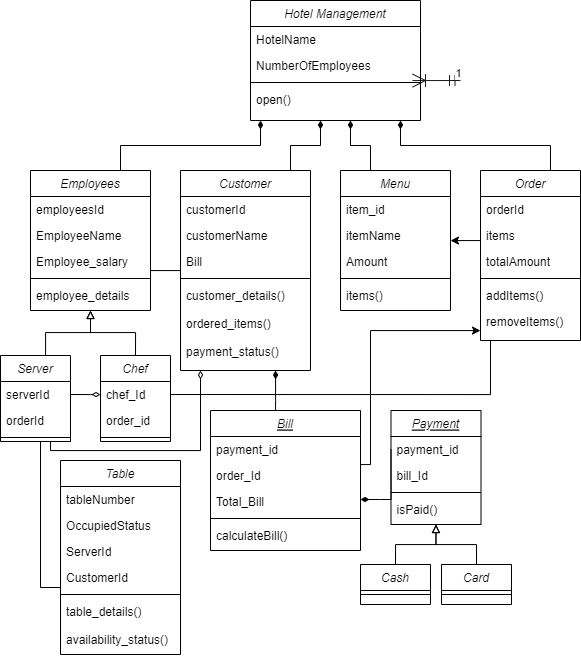 Hotel Management
HotelName
NumberOfEmployees
open()
1
Employees
employeesId
EmployeeName
Employee_salary
employee_details
Customer
customerId
customerName
Bill
customer_details()
ordered_items()
payment_status()
Menu
item_id
itemName
Amount
items()
Order
orderId
items
totalAmount
addItems()
removeItems()
Server
serverId
orderId
Chef
chef_Id
order_id
Bill
payment_id
order_Id
Total_Bill
calculateBill()
Payment
payment_id
bill_Id
isPaid()
Table
tableNumber
OccupiedStatus
ServerId
CustomerId
table_details()
availability_status()
Cash
Card